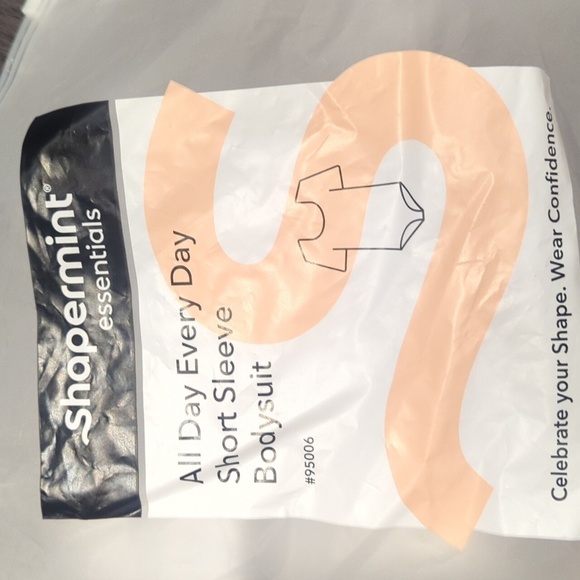 Shapermint®
essentials
All Day Every Day
Short Sleeve
Bodysuit
#95006
Celebrate your Shape. Wear Confidence.